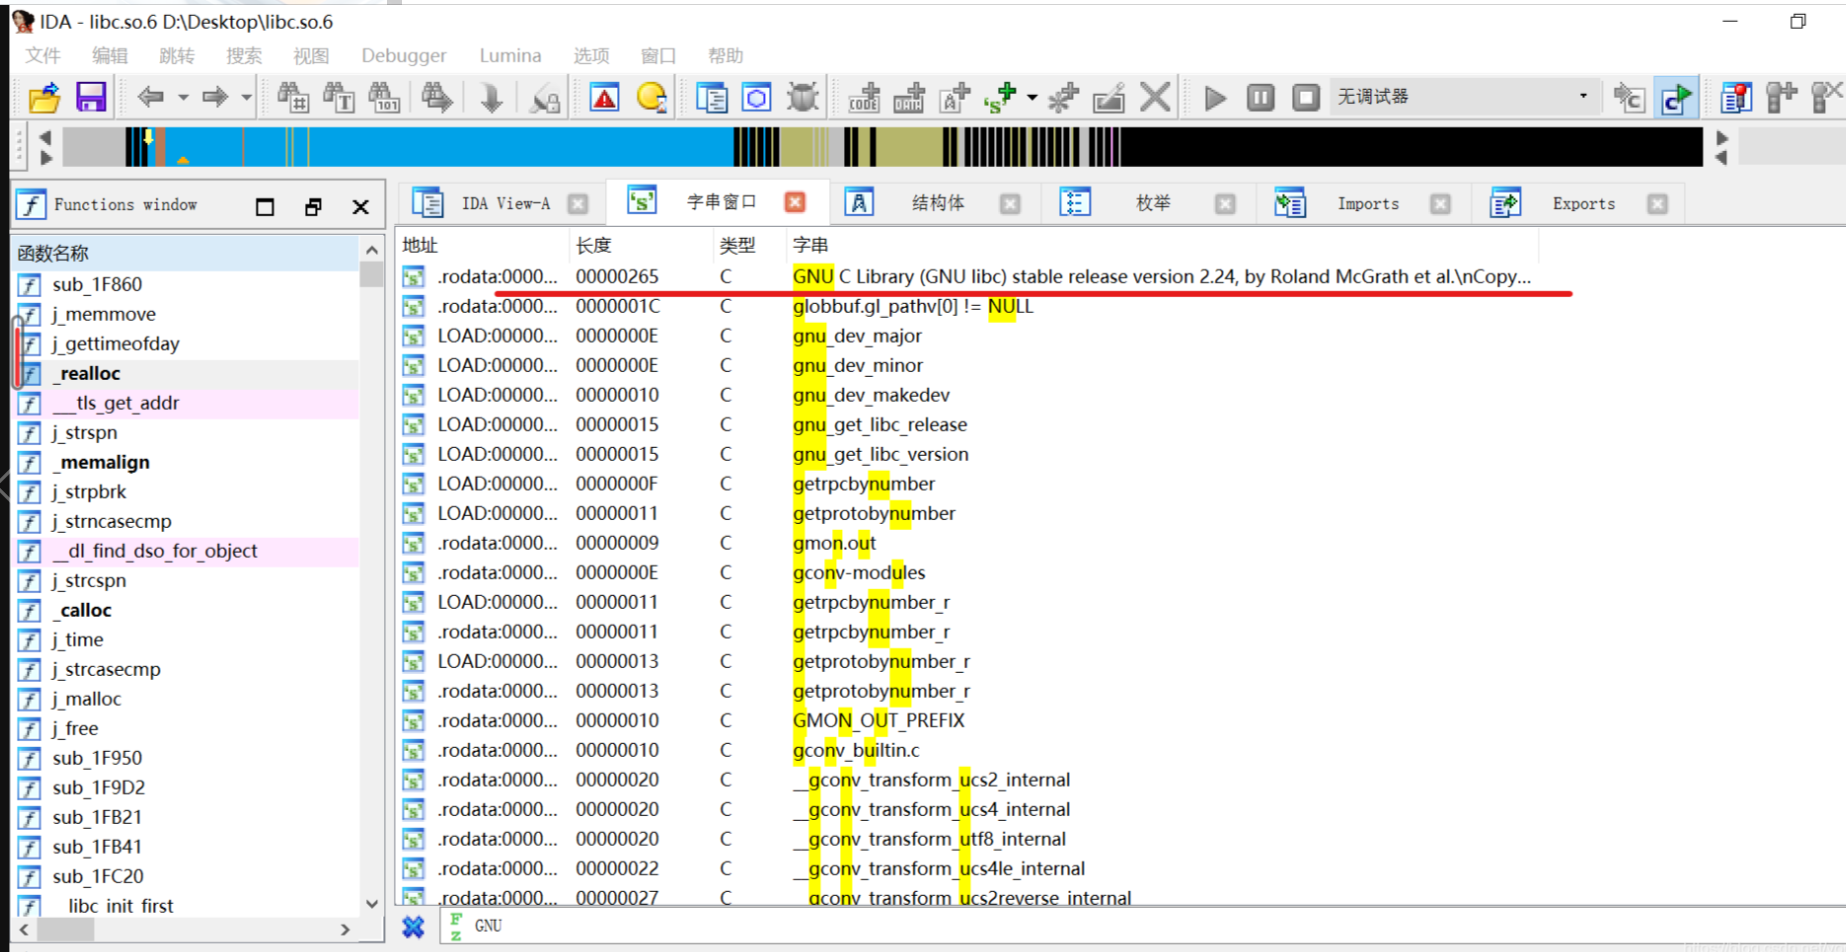 IDA - libc.so.6 D:\Desktop\libc.so.6
文件 编辑 跳转 搜索 视图 Debugger Lumina 选项 窗口 帮助
无调试器
Functions window
IDA View-A 字串窗口 结构体 枚举 Imports Exports
函数名称
sub_1F860
j_memmove
j_gettimeofday
_realloc
___tls_get_addr
j_strspn
_memalign
j_strpbrk
j_strncasecmp
__dl_find_dso_for_object
j_strcspn
_calloc
j_time
j_strcasecmp
j_malloc
j_free
sub_1F950
sub_1F9D2
sub_1FB21
sub_1FB41
sub_1FC20
libc init first
地址 长度 类型 字串
.rodata:0000... 00000265 C GNU C Library (GNU libc) stable release version 2.24, by Roland McGrath et al.\nCopy...
.rodata:0000... 0000001C C globbuf.gl_pathv[0] != NULL
LOAD:00000... 0000000E C gnu_dev_major
LOAD:00000... 0000000E C gnu_dev_minor
LOAD:00000... 00000010 C gnu_dev_makedev
LOAD:00000... 00000015 C gnu_get_libc_release
LOAD:00000... 00000015 C gnu_get_libc_version
LOAD:00000... 0000000F C getrpcbynumber
LOAD:00000... 00000011 C getprotobynumber
.rodata:0000... 00000009 C gmon.out
.rodata:0000... 0000000E C gconv-modules
LOAD:00000... 00000011 C getrpcbynumber_r
.rodata:0000... 00000011 C getrpcbynumber_r
LOAD:00000... 00000013 C getprotobynumber_r
.rodata:0000... 00000013 C getprotobynumber_r
.rodata:0000... 00000010 C GMON_OUT_PREFIX
.rodata:0000... 00000010 C gconv_builtin.c
.rodata:0000... 00000020 C __gconv_transform_ucs2_internal
.rodata:0000... 00000020 C __gconv_transform_ucs4_internal
.rodata:0000... 00000020 C __gconv_transform_utf8_internal
.rodata:0000... 00000022 C __gconv_transform_ucs4le_internal
.rodata:0000... 00000027 C __gconv_transform_ucs2reverse_internal
GNU